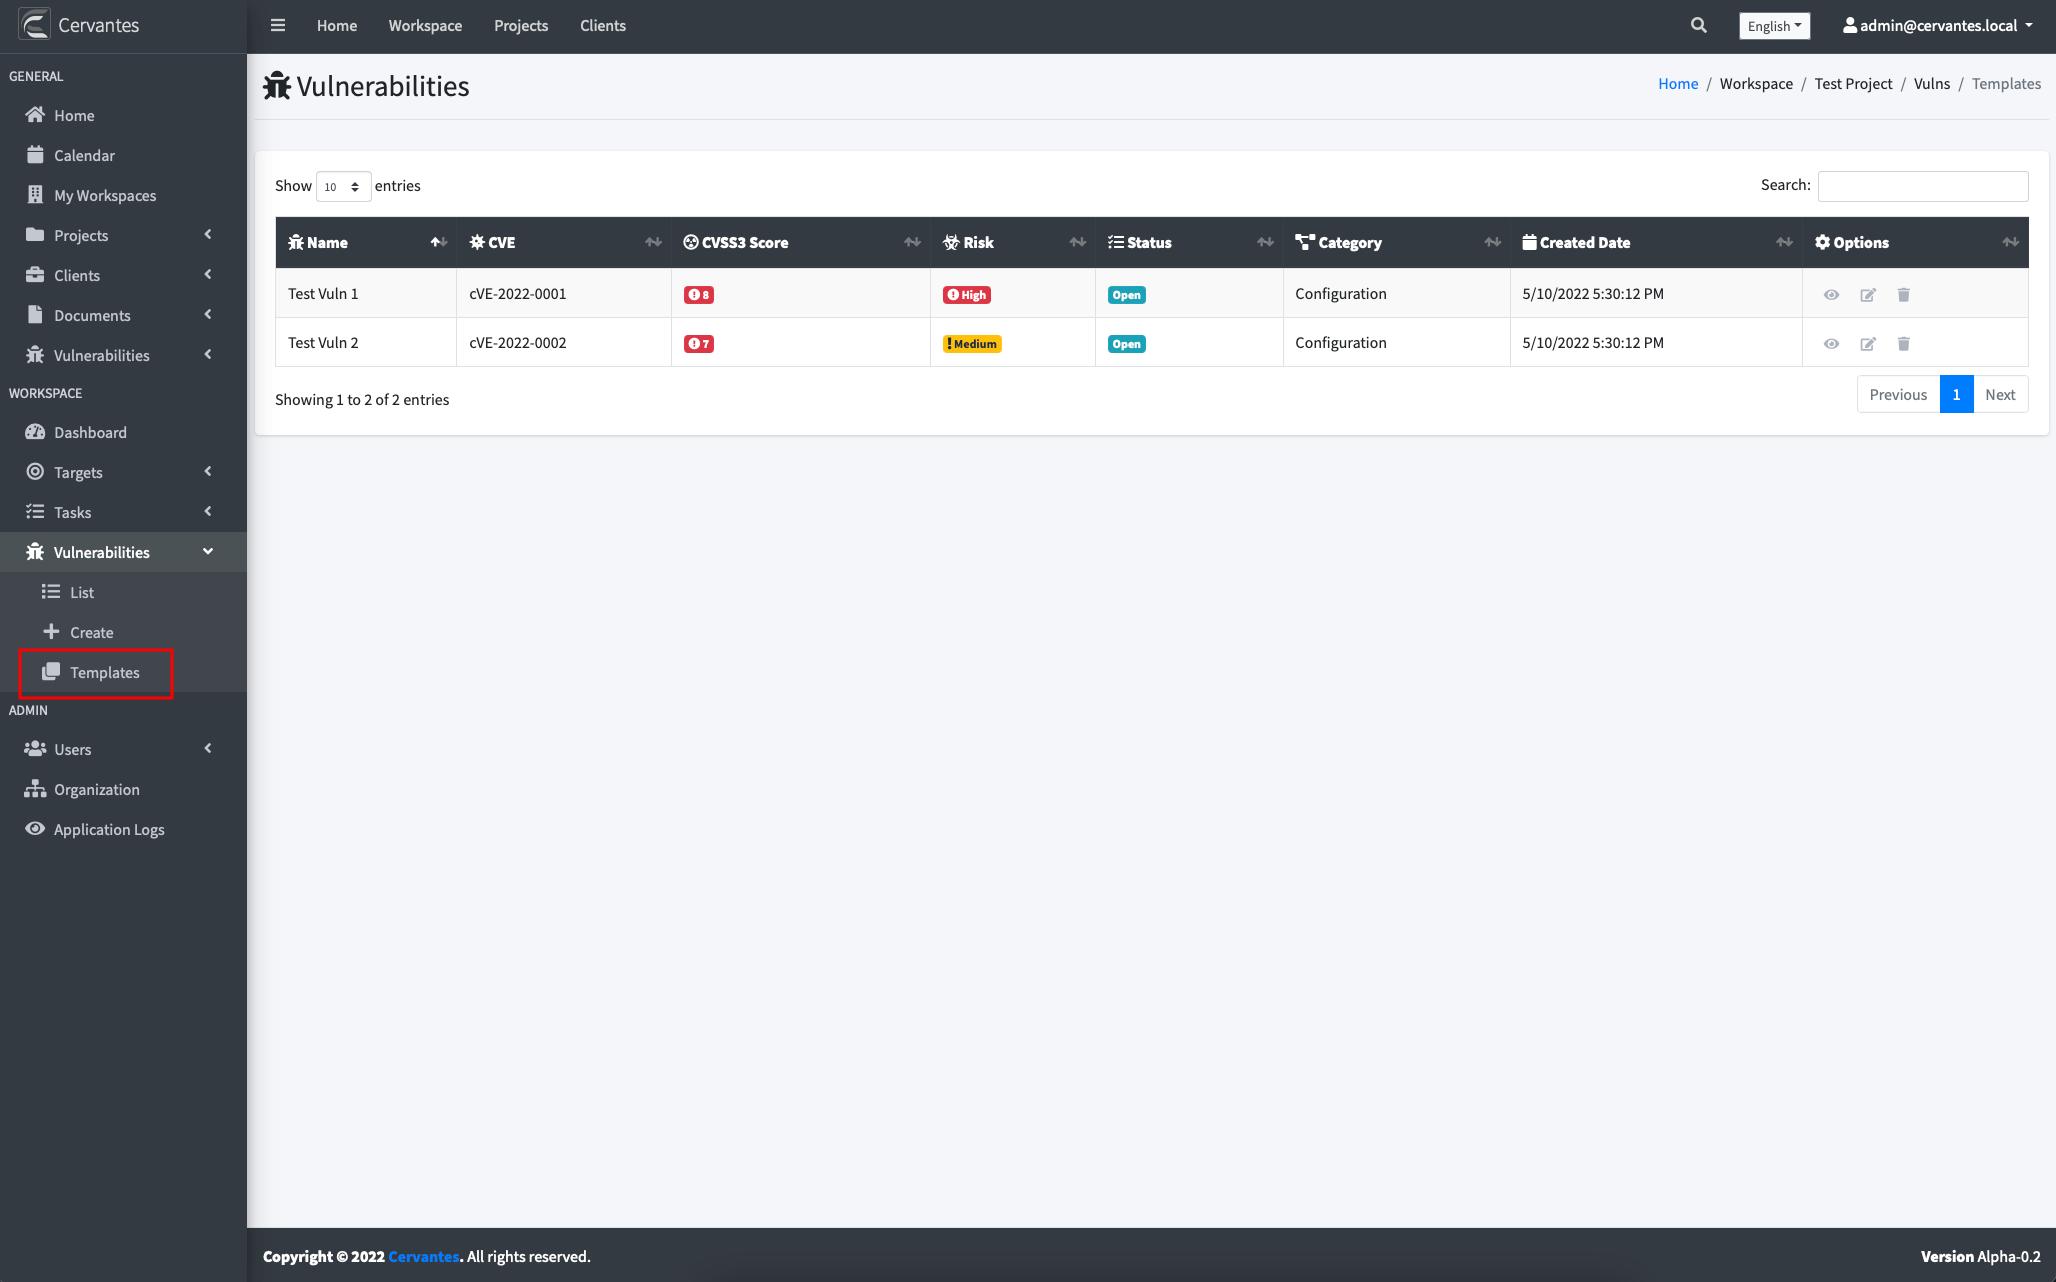 Cervantes
Home Workspace Projects Clients
English admin@cervantes.local
GENERAL
Home
Calendar
My Workspaces
Projects
Clients
Documents
Vulnerabilities
WORKSPACE
Dashboard
Targets
Tasks
Vulnerabilities
List
Create
Templates
ADMIN
Users
Organization
Application Logs
Vulnerabilities
Home / Workspace / Test Project / Vulns / Templates
Show 10 entries
Search:
Name CVE CVSS3 Score Risk Status Category Created Date Options
Test Vuln 1 cVE-2022-0001 8 High Open Configuration 5/10/2022 5:30:12 PM
Test Vuln 2 cVE-2022-0002 7 Medium Open Configuration 5/10/2022 5:30:12 PM
Showing 1 to 2 of 2 entries
Previous 1 Next
Copyright © 2022 Cervantes. All rights reserved.
Version Alpha-0.2